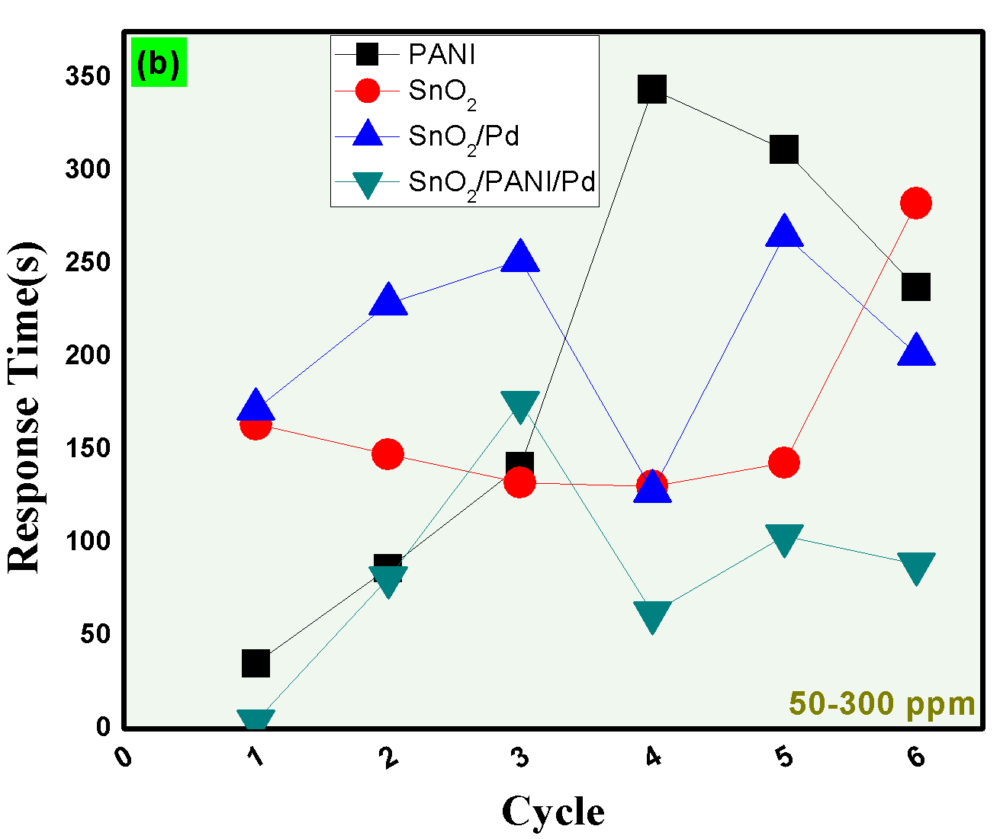 (b)
PANI
SnO₂
SnO₂/Pd
SnO₂/PANI/Pd
350
300
250
200
150
100
50
0
Response Time(s)
50-300 ppm
0 1 2 3 4 5 6
Cycle